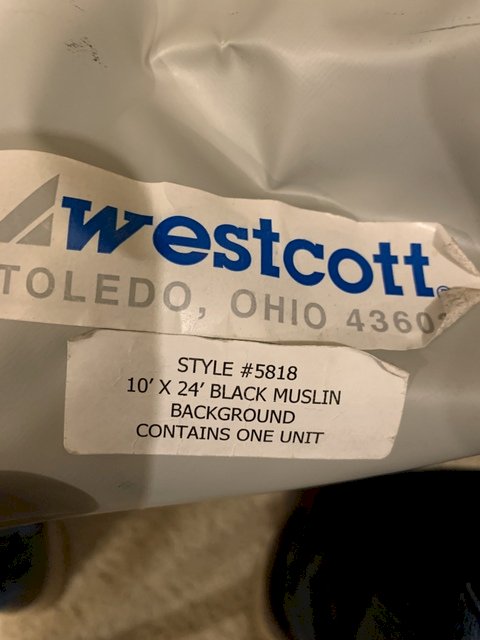 Westcott®
TOLEDO, OHIO
STYLE #5818
10' X 24' BLACK MUSLIN
BACKGROUND
CONTAINS ONE UNIT